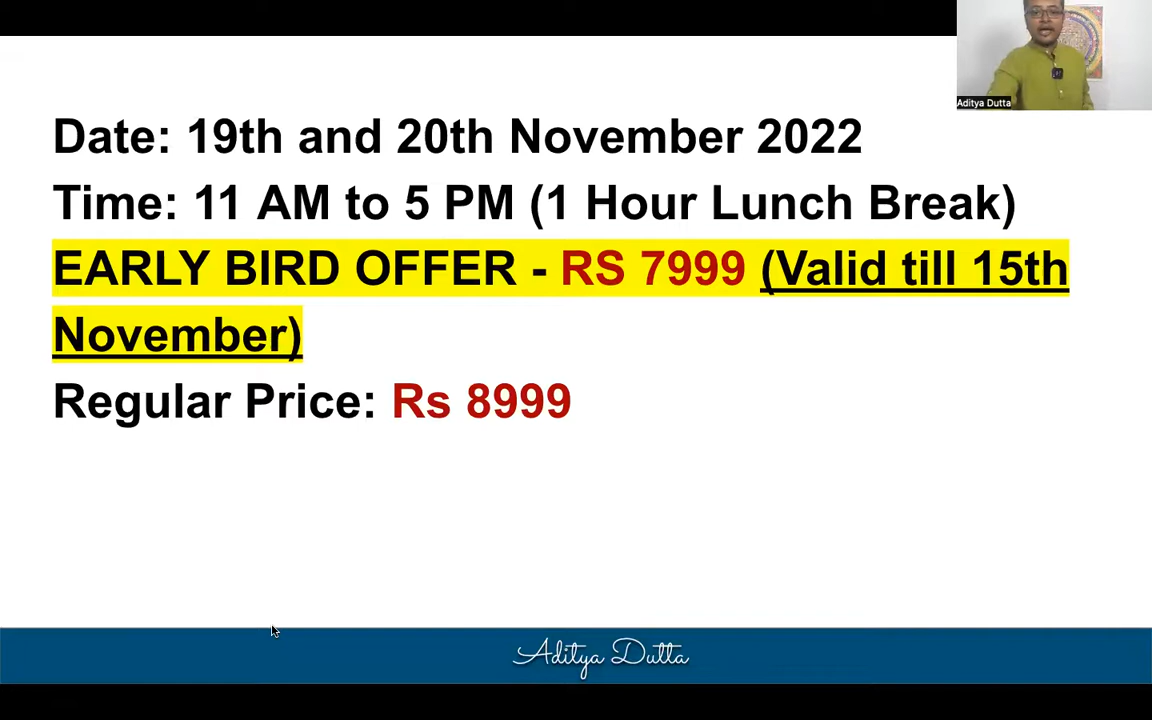 Aditya Dutta
Date: 19th and 20th November 2022
Time: 11 AM to 5 PM (1 Hour Lunch Break)
EARLY BIRD OFFER - RS 7999 (Valid till 15th
November)
Regular Price: Rs 8999
Aditya Dutta